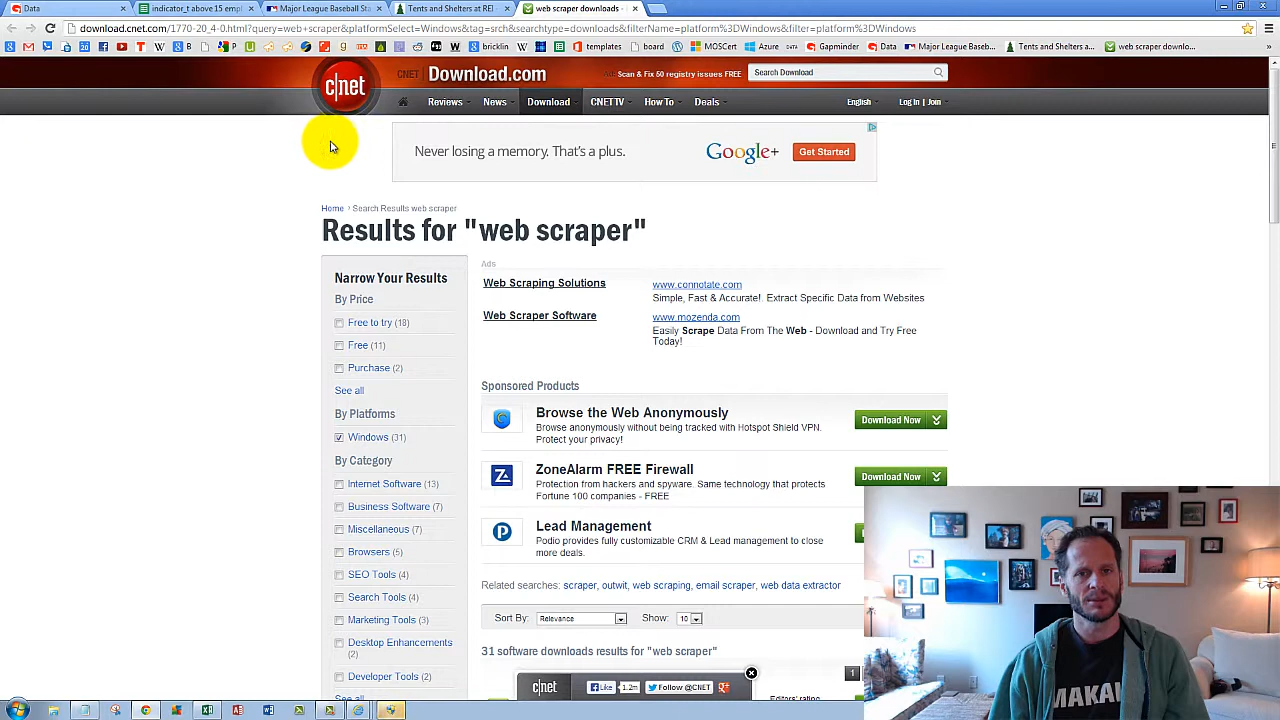 Data
indicator_t above 15 empl
Major League Baseball Sta
Tents and Shelters at REI -
web scraper downloads -
download.cnet.com/1770-20_4-0.html?query=web+scraper&platformSelect=Windows&tag=srch&searchtype=downloads&filterName=platform%3DWindows&filter=platform%3DWindows
bricklin
templates
board
MOSCert
Azure
Gapminder
Data
Major League Baseb...
Tents and Shelters a...
web scraper downlo...
c|net
CNET Download.com
Ad: Scan & Fix 50 registry issues FREE
Search Download
Reviews
News
Download
CNET TV
How To
Deals
English
Log In | Join
Never losing a memory. That's a plus.
Google+
Get Started
Home › Search Results web scraper
Results for "web scraper"
Narrow Your Results
By Price
Free to try (18)
Free (11)
Purchase (2)
See all
By Platforms
Windows (31)
By Category
Internet Software (13)
Business Software (7)
Miscellaneous (7)
Browsers (5)
SEO Tools (4)
Search Tools (4)
Marketing Tools (3)
Desktop Enhancements
(2)
Developer Tools (2)
See all
Ads
Web Scraping Solutions
www.connotate.com
Simple, Fast & Accurate!. Extract Specific Data from Websites
Web Scraper Software
www.mozenda.com
Easily Scrape Data From The Web - Download and Try Free
Today!
Sponsored Products
Browse the Web Anonymously
Browse anonymously without being tracked with Hotspot Shield VPN.
Protect your privacy!
Download Now
ZoneAlarm FREE Firewall
Protection from hackers and spyware. Same technology that protects
Fortune 100 companies - FREE
Download Now
Lead Management
Podio provides fully customizable CRM & Lead management to close
more deals.
Related searches: scraper, outwit, web scraping, email scraper, web data extractor
Sort By: Relevance Show: 10
31 software downloads results for "web scraper"
1
c|net
Like 1.2m
Follow @CNET
Editors' rating
MAKAI